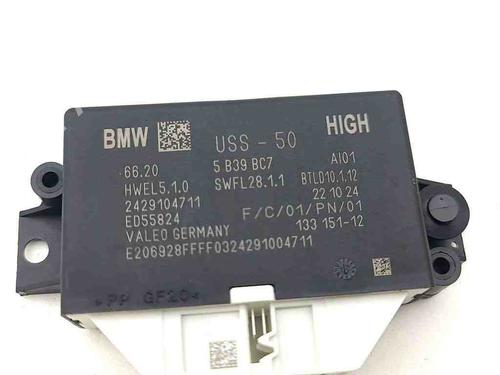 BMW USS - 50 HIGH
66.20 5 B39 BC7 AI01
HWEL5.1.0 SWFL28.1.1 BTLD10.1.12
2429104711 22 10 24
ED55824 F/C/01/PN/01
VALEO GERMANY 133 151-12
E206928FFFF0324291004711
>PP GF20<